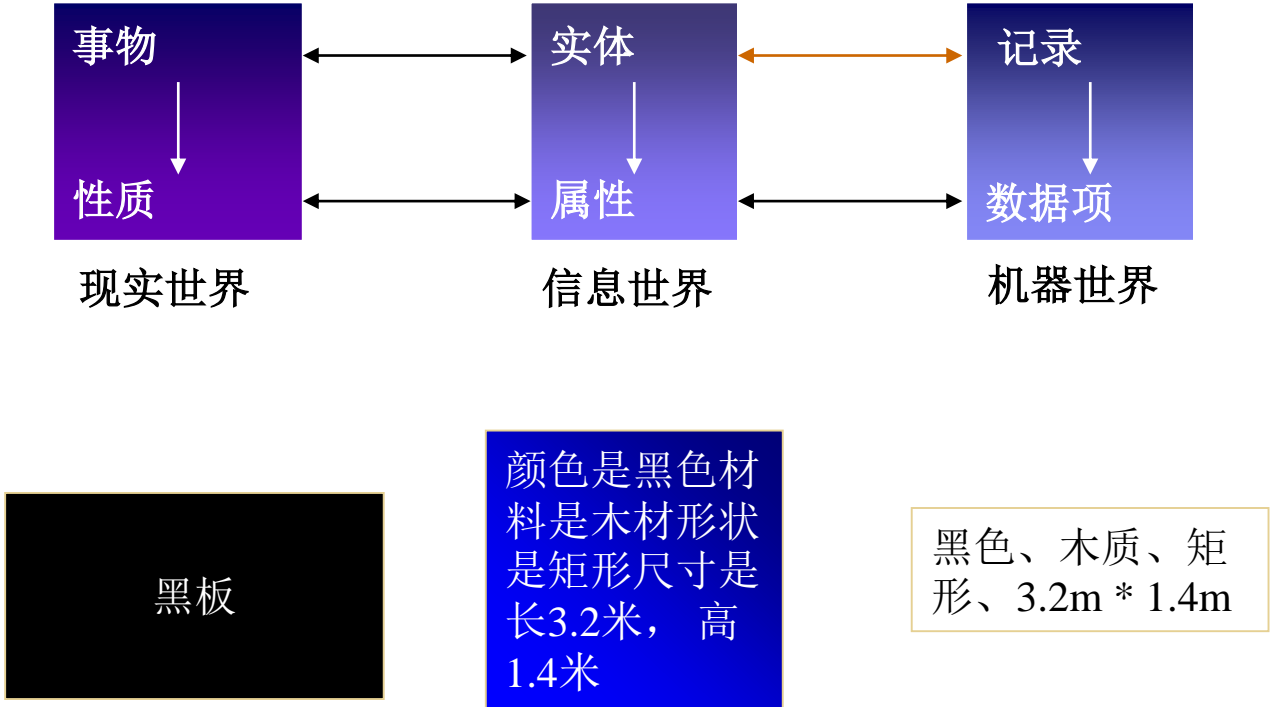 事物
实体
记录
性质
属性
数据项
现实世界
信息世界
机器世界
黑板
颜色是黑色材
料是木材形状
是矩形尺寸是
长3.2米， 高
1.4米
黑色、木质、矩
形、3.2m * 1.4m